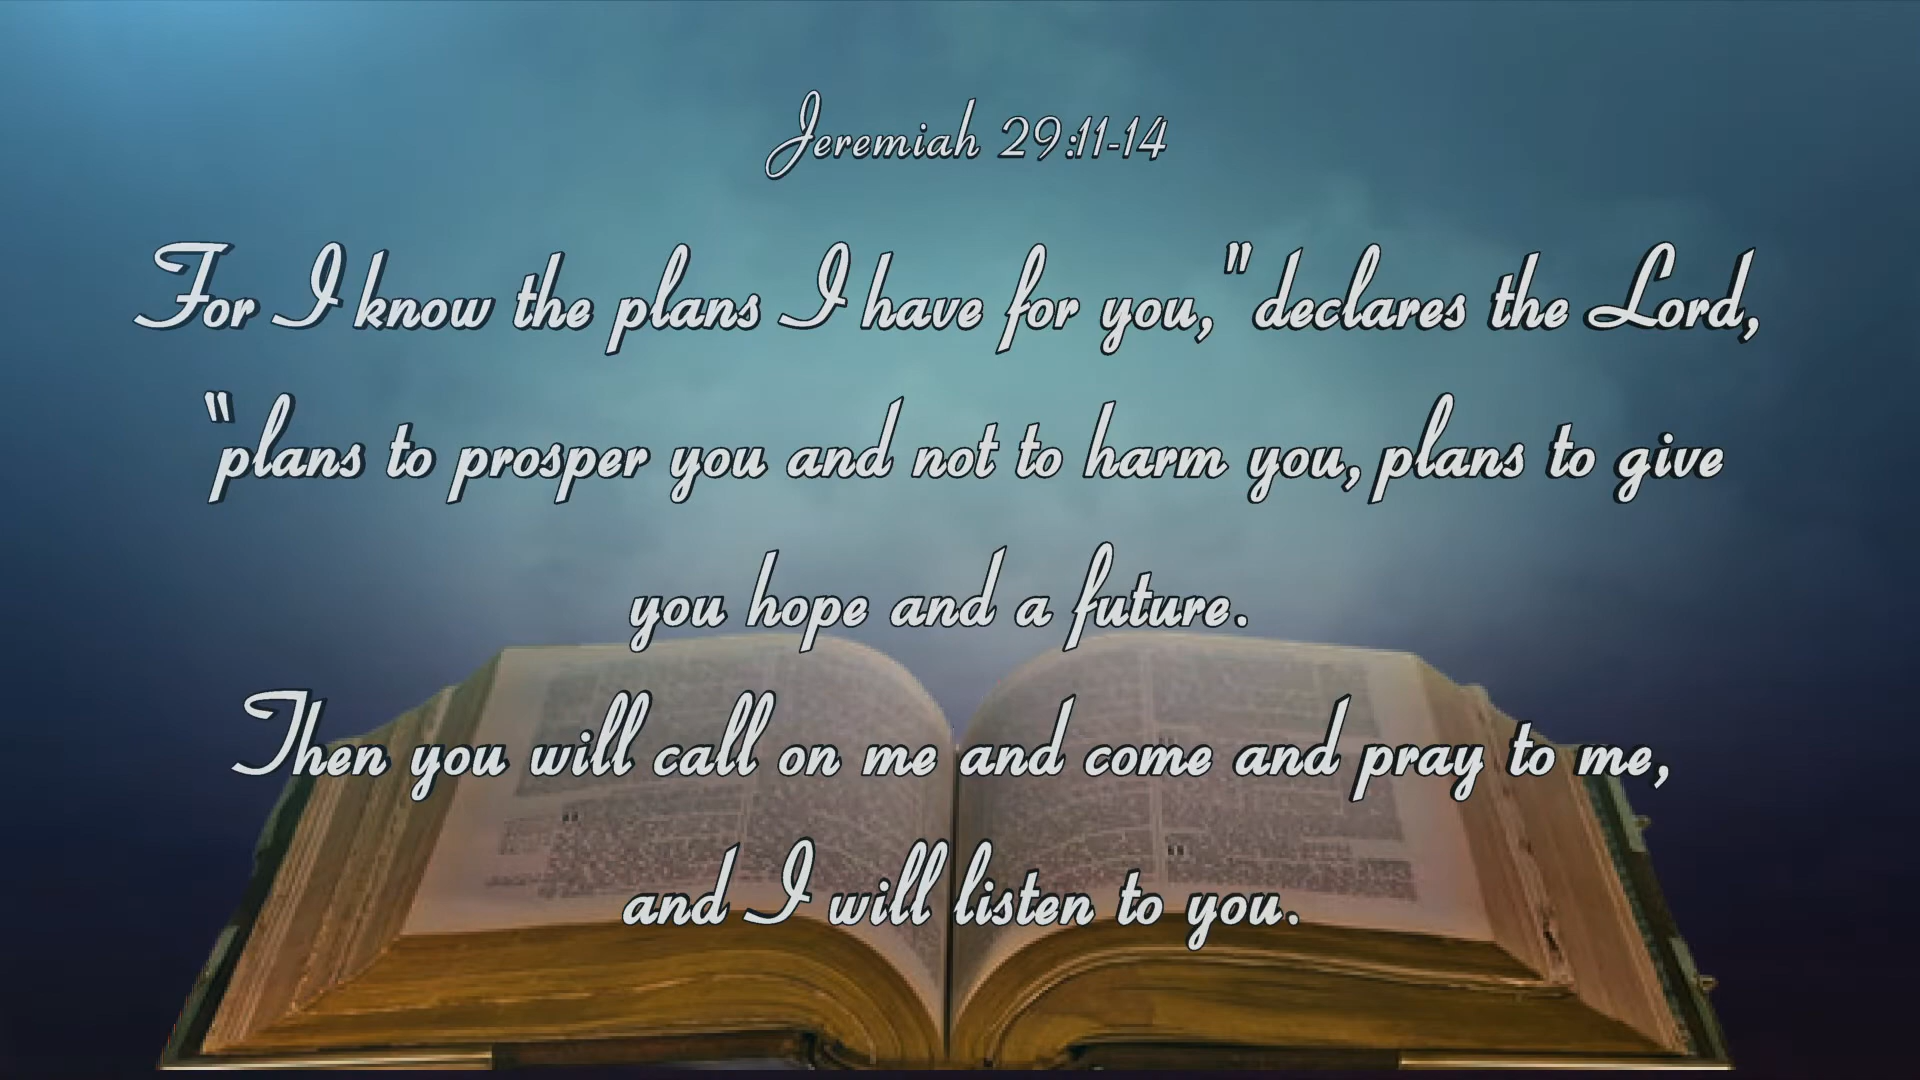 Jeremiah 29:11-14
For I know the plans I have for you," declares the Lord,
"plans to prosper you and not to harm you, plans to give
you hope and a future.
Then you will call on me and come and pray to me,
and I will listen to you.